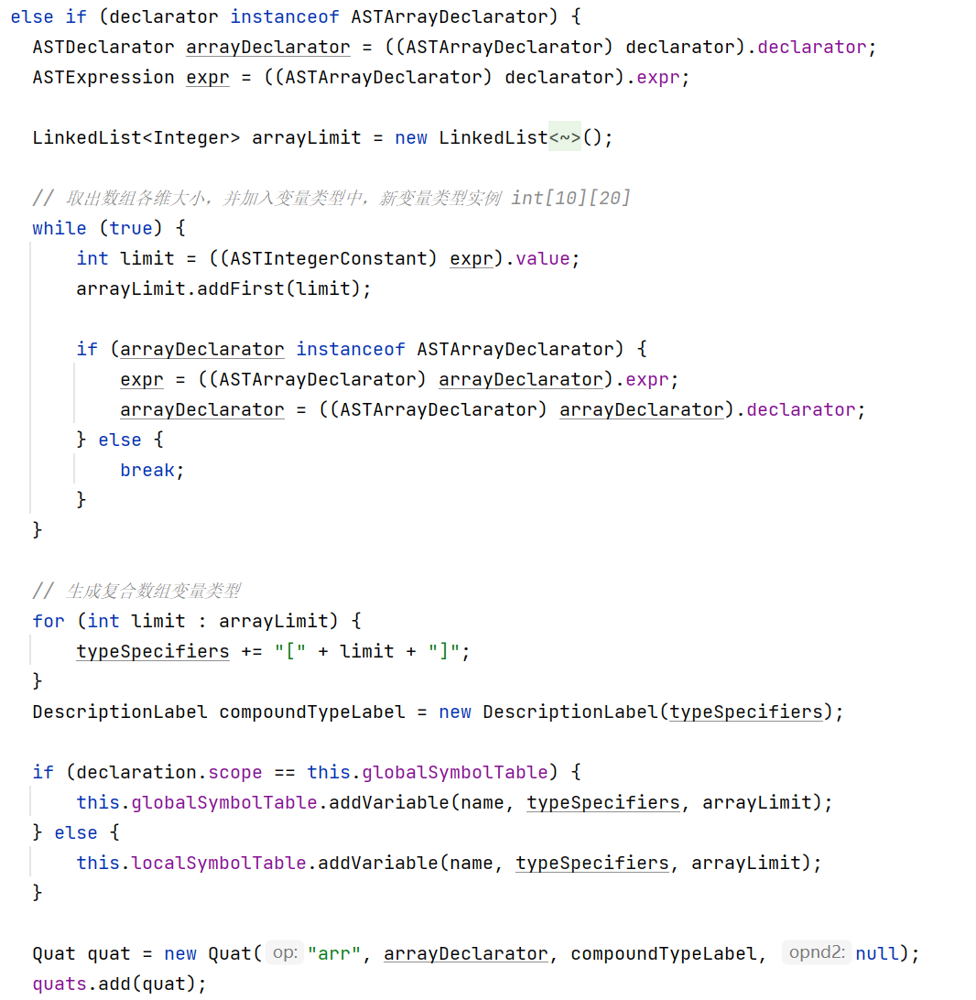 else if (declarator instanceof ASTArrayDeclarator) {
ASTDeclarator arrayDeclarator = ((ASTArrayDeclarator) declarator).declarator;
ASTExpression expr = ((ASTArrayDeclarator) declarator).expr;
LinkedList<Integer> arrayLimit = new LinkedList<~>();
// 取出数组各维大小，并加入变量类型中，新变量类型实例 int[10][20]
while (true) {
int limit = ((ASTIntegerConstant) expr).value;
arrayLimit.addFirst(limit);
if (arrayDeclarator instanceof ASTArrayDeclarator) {
expr = ((ASTArrayDeclarator) arrayDeclarator).expr;
arrayDeclarator = ((ASTArrayDeclarator) arrayDeclarator).declarator;
} else {
break;
}
}
// 生成复合数组变量类型
for (int limit : arrayLimit) {
typeSpecifiers += "[" + limit + "]";
}
DescriptionLabel compoundTypeLabel = new DescriptionLabel(typeSpecifiers);
if (declaration.scope == this.globalSymbolTable) {
this.globalSymbolTable.addVariable(name, typeSpecifiers, arrayLimit);
} else {
this.localSymbolTable.addVariable(name, typeSpecifiers, arrayLimit);
}
Quat quat = new Quat( op: "arr", arrayDeclarator, compoundTypeLabel, opnd2: null);
quats.add(quat);